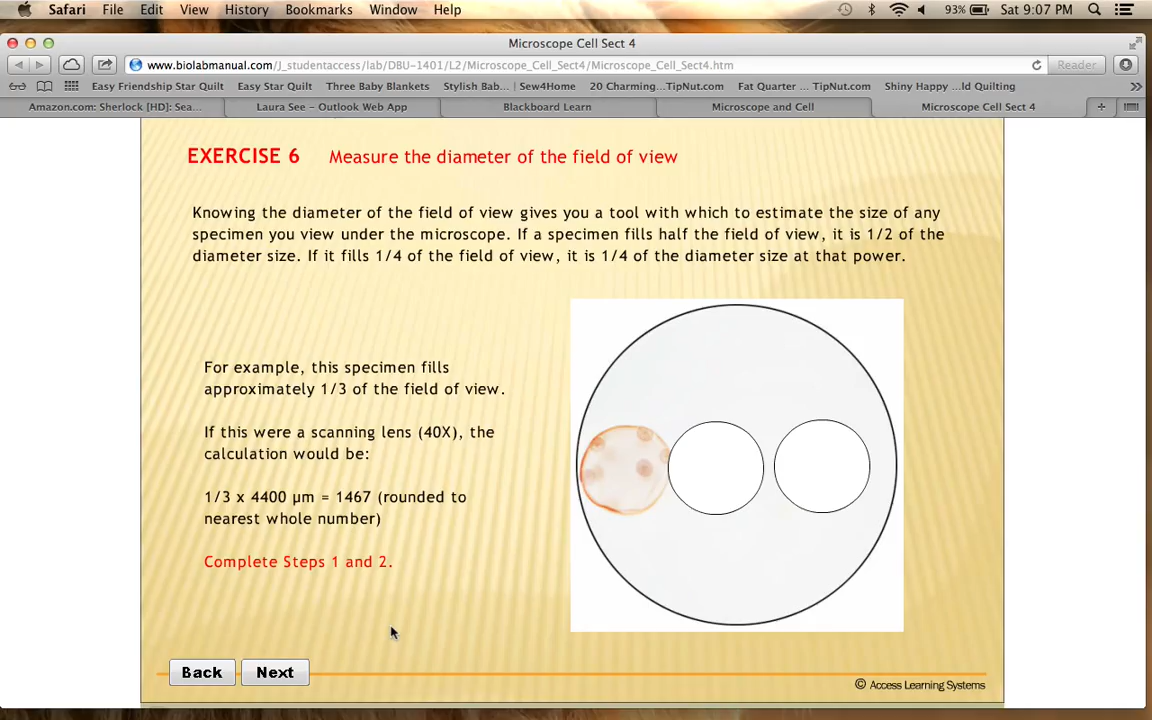 Safari File Edit View History Bookmarks Window Help 93% Sat 9:07 PM
Microscope Cell Sect 4
www.biolabmanual.com/J_studentaccess/lab/DBU-1401/L2/Microscope_Cell_Sect4/Microscope_Cell_Sect4.htm Reader
Easy Friendship Star Quilt Easy Star Quilt Three Baby Blankets Stylish Bab... Sew4Home 20 Charming...TipNut.com Fat Quarter ... TipNut.com Shiny Happy ...ld Quilting
Amazon.com: Sherlock [HD]: Sea... Laura See – Outlook Web App Blackboard Learn Microscope and Cell Microscope Cell Sect 4
EXERCISE 6 Measure the diameter of the field of view
Knowing the diameter of the field of view gives you a tool with which to estimate the size of any
specimen you view under the microscope. If a specimen fills half the field of view, it is 1/2 of the
diameter size. If it fills 1/4 of the field of view, it is 1/4 of the diameter size at that power.
For example, this specimen fills
approximately 1/3 of the field of view.
If this were a scanning lens (40X), the
calculation would be:
1/3 x 4400 µm = 1467 (rounded to
nearest whole number)
Complete Steps 1 and 2.
Back Next
© Access Learning Systems